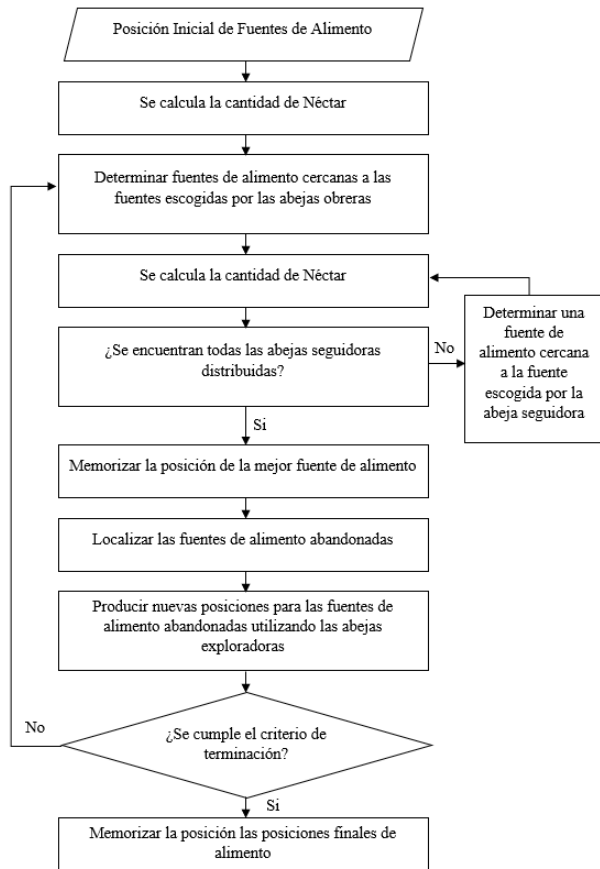 Posición Inicial de Fuentes de Alimento
Se calcula la cantidad de Néctar
Determinar fuentes de alimento cercanas a las
fuentes escogidas por las abejas obreras
Se calcula la cantidad de Néctar
¿Se encuentran todas las abejas seguidoras
distribuidas?
No
Determinar una
fuente de
alimento cercana
a la fuente
escogida por la
abeja seguidora
Si
Memorizar la posición de la mejor fuente de alimento
Localizar las fuentes de alimento abandonadas
Producir nuevas posiciones para las fuentes de
alimento abandonadas utilizando las abejas
exploradoras
No
¿Se cumple el criterio de
terminación?
Si
Memorizar la posición las posiciones finales de
alimento